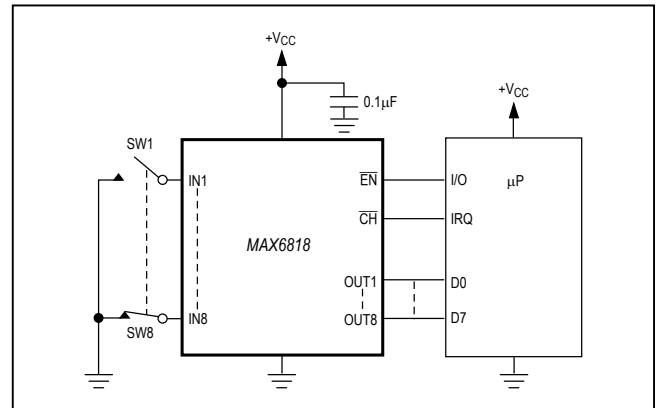 +VCC
0.1µF
+VCC
SW1
IN1
EN
I/O
µP
CH
IRQ
MAX6818
OUT1
D0
IN8
OUT8
D7
SW8